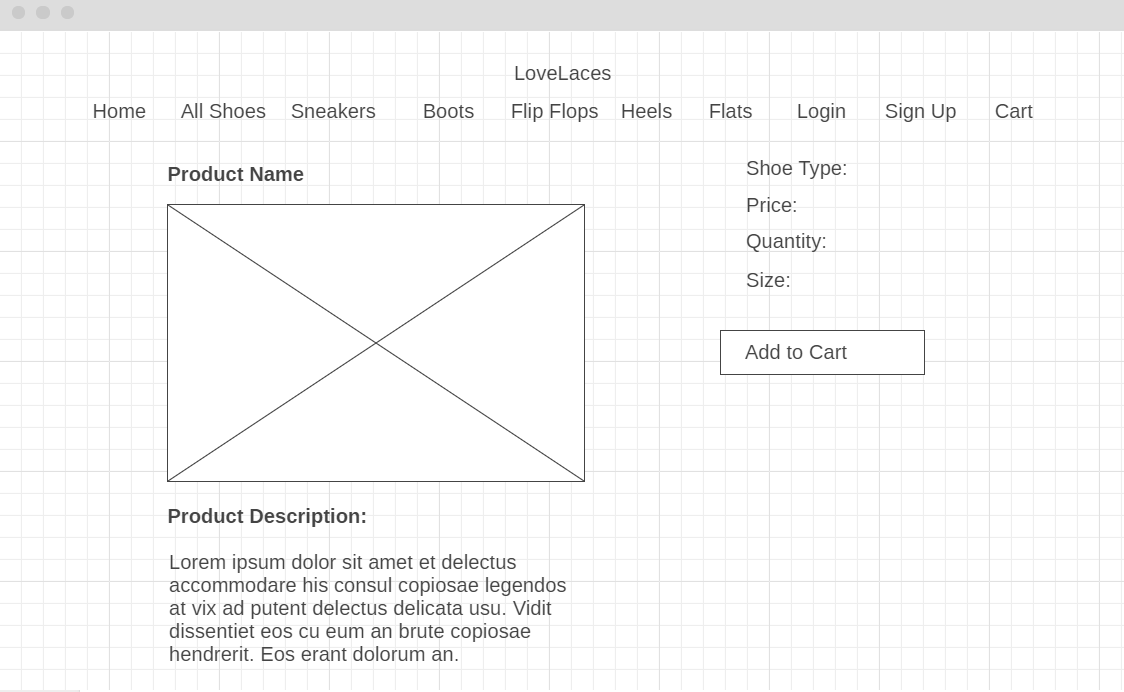 LoveLaces
Home All Shoes Sneakers Boots Flip Flops Heels Flats Login Sign Up Cart
Product Name
Shoe Type:
Price:
Quantity:
Size:
Add to Cart
Product Description:
Lorem ipsum dolor sit amet et delectus
accommodare his consul copiosae legendos
at vix ad putent delectus delicata usu. Vidit
dissentiet eos cu eum an brute copiosae
hendrerit. Eos erant dolorum an.